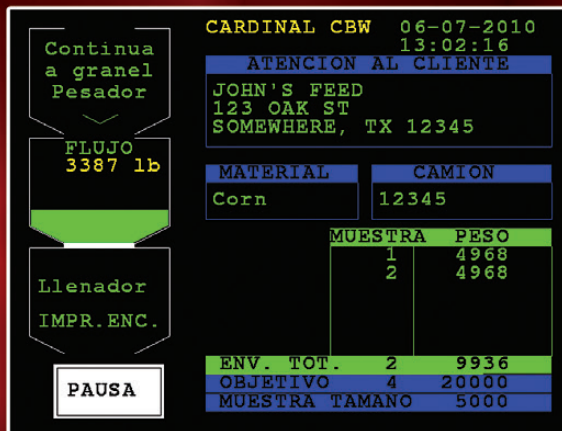 Continua
a granel
Pesador
FLUJO
3387 lb
Llenador
IMPR.ENC.
PAUSA
CARDINAL CBW 06-07-2010
13:02:16
ATENCION AL CLIENTE
JOHN'S FEED
123 OAK ST
SOMEWHERE, TX 12345
MATERIAL CAMION
Corn 12345
MUESTRA PESO
1 4968
2 4968
ENV. TOT. 2 9936
OBJETIVO 4 20000
MUESTRA TAMANO 5000